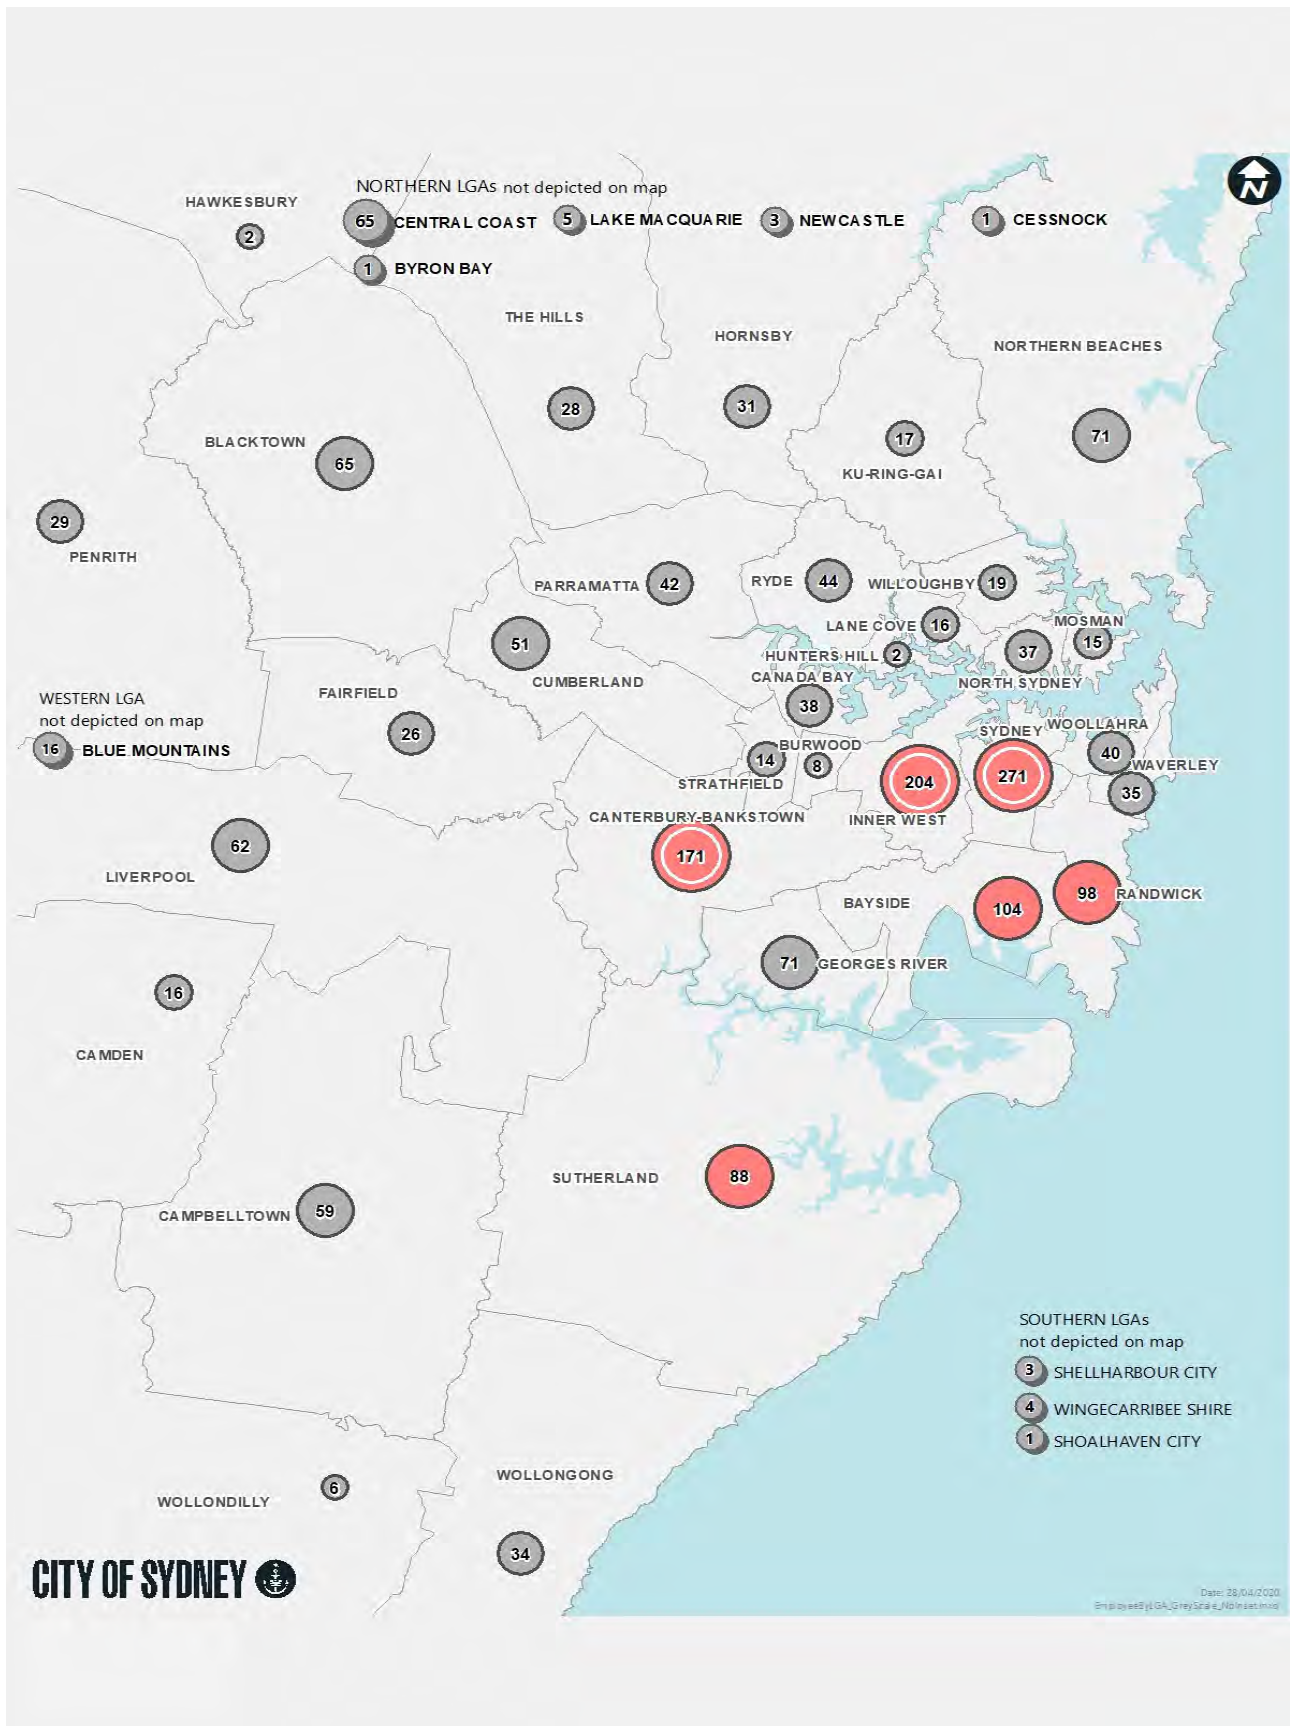 NORTHERN LGAs not depicted on map
HAWKESBURY
2
65 CENTRAL COAST
5 LAKE MACQUARIE
3 NEWCASTLE
1 CESSNOCK
1 BYRON BAY
N
THE HILLS
28
HORNSBY
31
NORTHERN BEACHES
71
BLACKTOWN
65
17
KU-RING-GAI
29
PENRITH
PARRAMATTA 42
RYDE 44
WILLOUGHBY 19
LANE COVE 16
MOSMAN
15
51
CUMBERLAND
HUNTERS HILL 2
37
NORTH SYDNEY
CANADA BAY
38
FAIRFIELD
26
WESTERN LGA
not depicted on map
16 BLUE MOUNTAINS
SYDNEY
271
WOOLLAHRA
40
BURWOOD
8
14
STRATHFIELD
WAVERLEY
35
204
INNER WEST
CANTERBURY-BANKSTOWN
171
62
LIVERPOOL
BAYSIDE
104
98 RANDWICK
71 GEORGES RIVER
16
CAMDEN
SUTHERLAND 88
CAMPBELLTOWN 59
SOUTHERN LGAs
not depicted on map
3 SHELLHARBOUR CITY
4 WINGECARRIBEE SHIRE
1 SHOALHAVEN CITY
6
WOLLONDILLY
WOLLONGONG
34
CITY OF SYDNEY
Date: 28/04/2020
EmployeeByLGA_GreyScale_NoInset.mxd